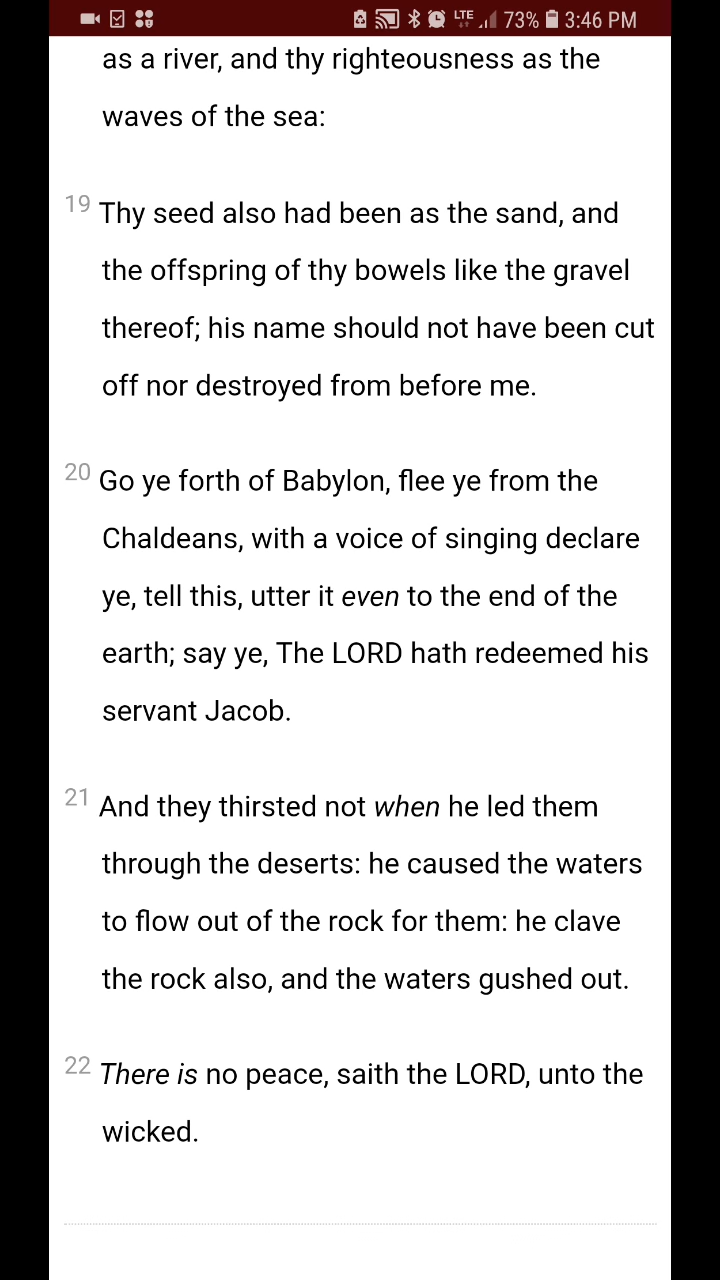 LTE 73% 3:46 PM
as a river, and thy righteousness as the
waves of the sea:
19 Thy seed also had been as the sand, and
the offspring of thy bowels like the gravel
thereof; his name should not have been cut
off nor destroyed from before me.
20 Go ye forth of Babylon, flee ye from the
Chaldeans, with a voice of singing declare
ye, tell this, utter it even to the end of the
earth; say ye, The LORD hath redeemed his
servant Jacob.
21 And they thirsted not when he led them
through the deserts: he caused the waters
to flow out of the rock for them: he clave
the rock also, and the waters gushed out.
22 There is no peace, saith the LORD, unto the
wicked.